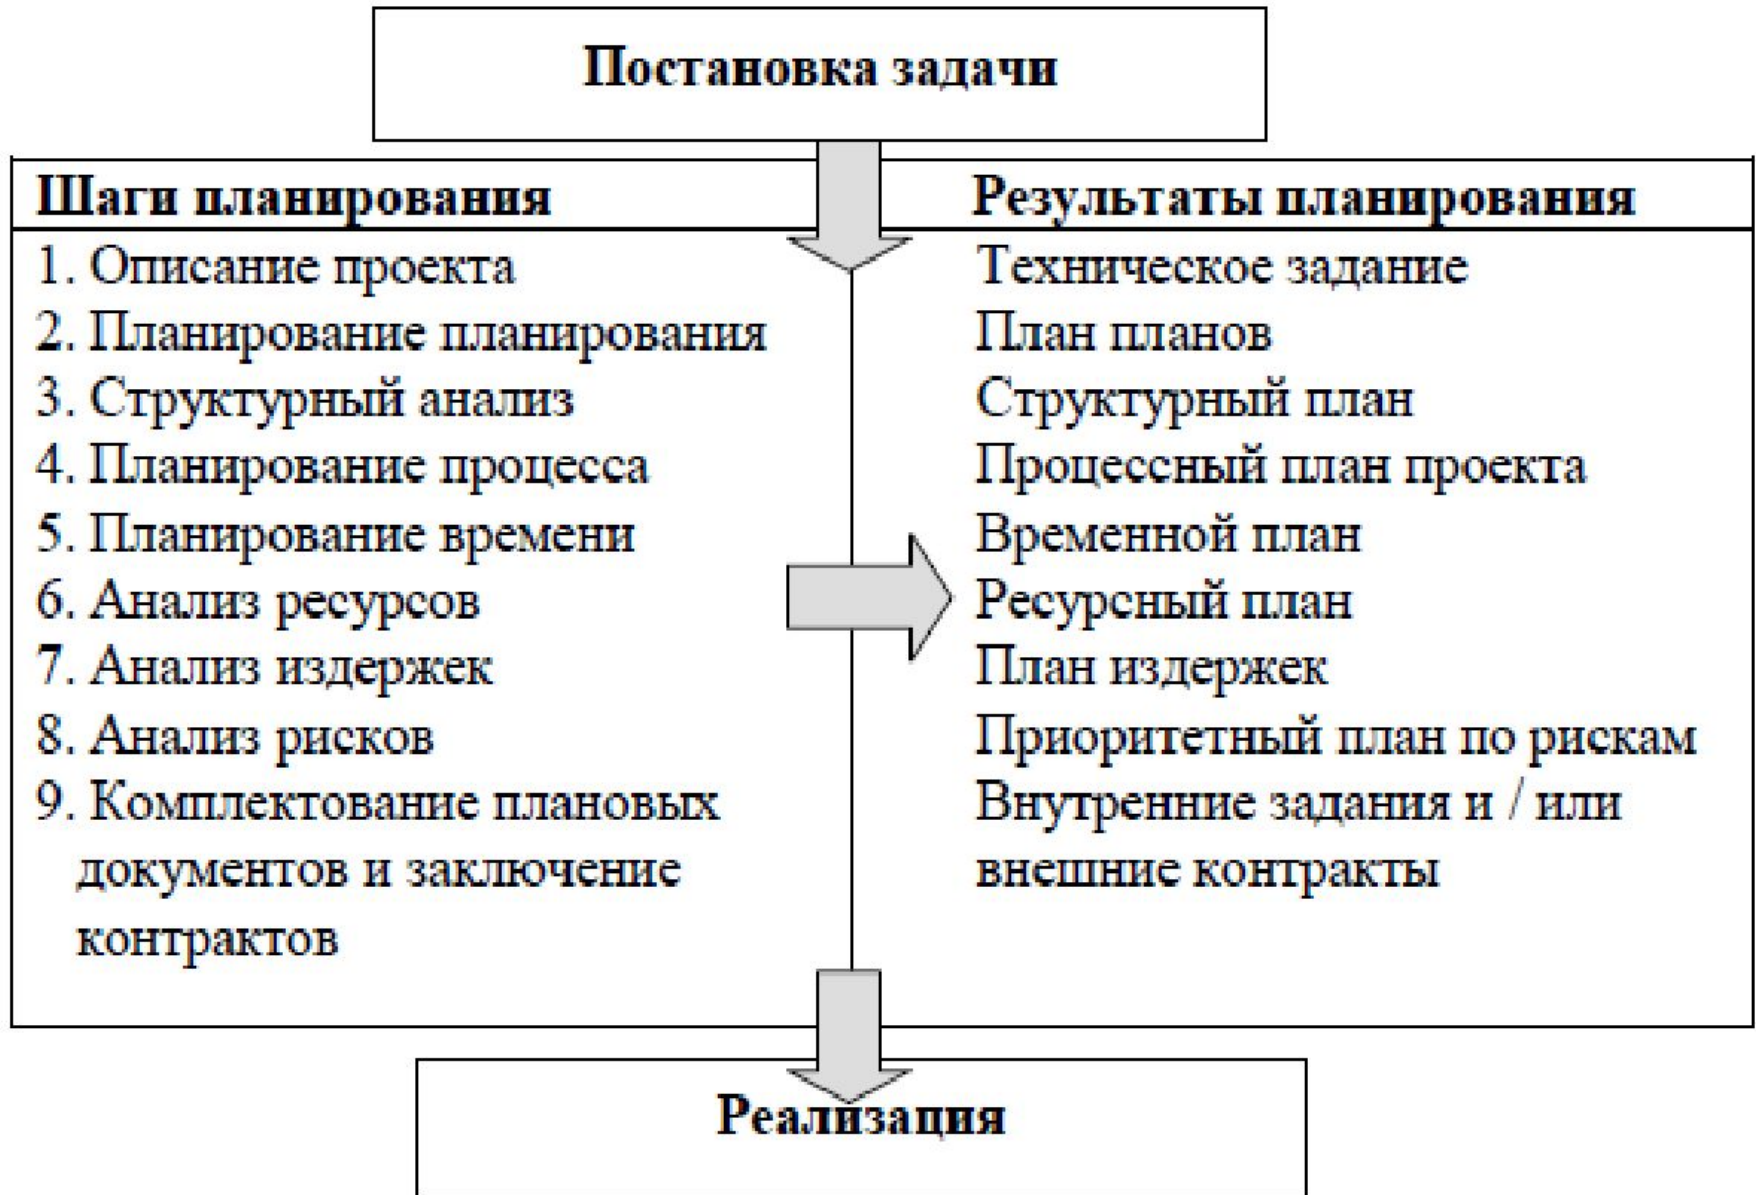 Постановка задачи
Шаги планирования
1. Описание проекта
2. Планирование планирования
3. Структурный анализ
4. Планирование процесса
5. Планирование времени
6. Анализ ресурсов
7. Анализ издержек
8. Анализ рисков
9. Комплектование плановых
документов и заключение
контрактов
Результаты планирования
Техническое задание
План планов
Структурный план
Процессный план проекта
Временной план
Ресурсный план
План издержек
Приоритетный план по рискам
Внутренние задания и / или
внешние контракты
Реализация